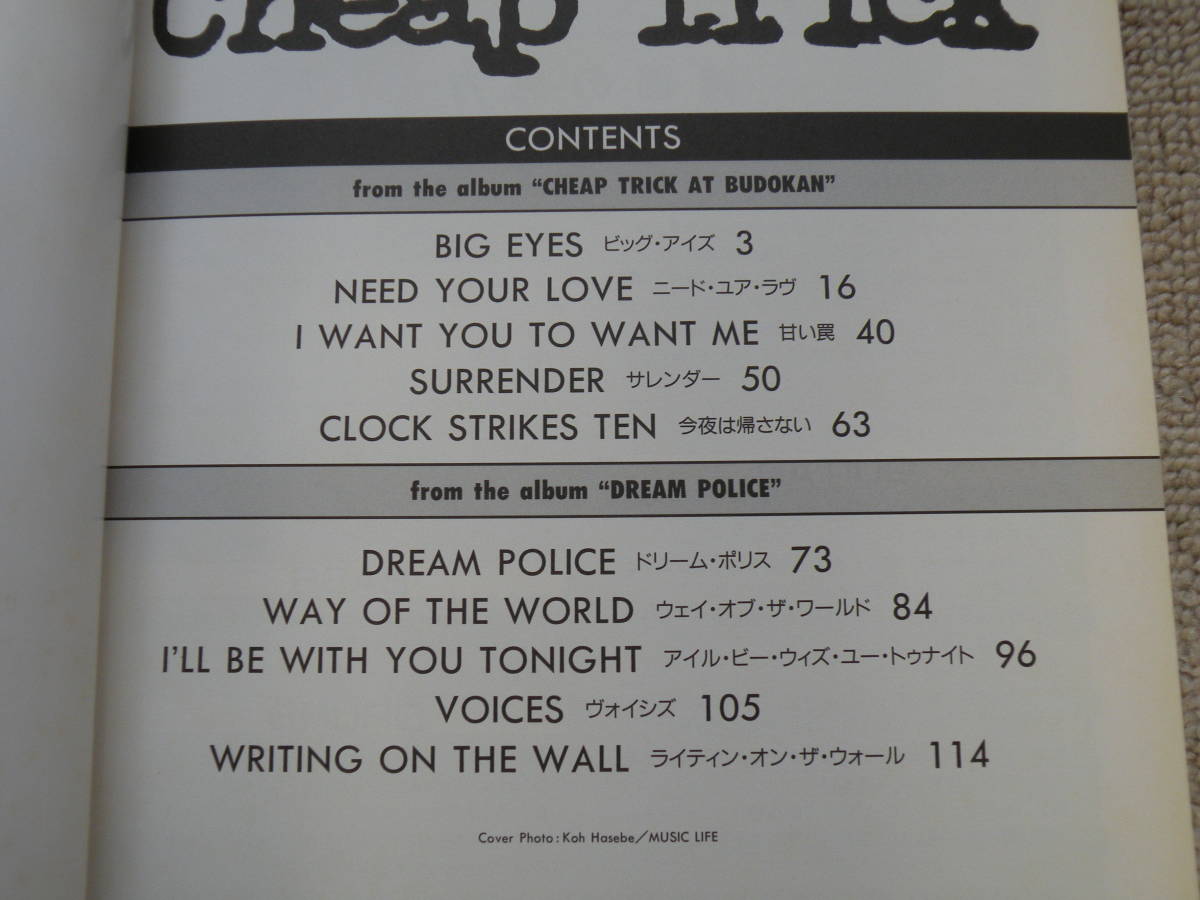 cheap trick
CONTENTS
from the album “CHEAP TRICK AT BUDOKAN”
BIG EYES ビッグ・アイズ 3
NEED YOUR LOVE ニード・ユア・ラヴ 16
I WANT YOU TO WANT ME 甘い罠 40
SURRENDER サレンダー 50
CLOCK STRIKES TEN 今夜は帰さない 63
from the album “DREAM POLICE”
DREAM POLICE ドリーム・ポリス 73
WAY OF THE WORLD ウェイ・オブ・ザ・ワールド 84
I'LL BE WITH YOU TONIGHT アイル・ビー・ウィズ・ユー・トゥナイト 96
VOICES ヴォイシズ 105
WRITING ON THE WALL ライティン・オン・ザ・ウォール 114
Cover Photo:Koh Hasebe／MUSIC LIFE